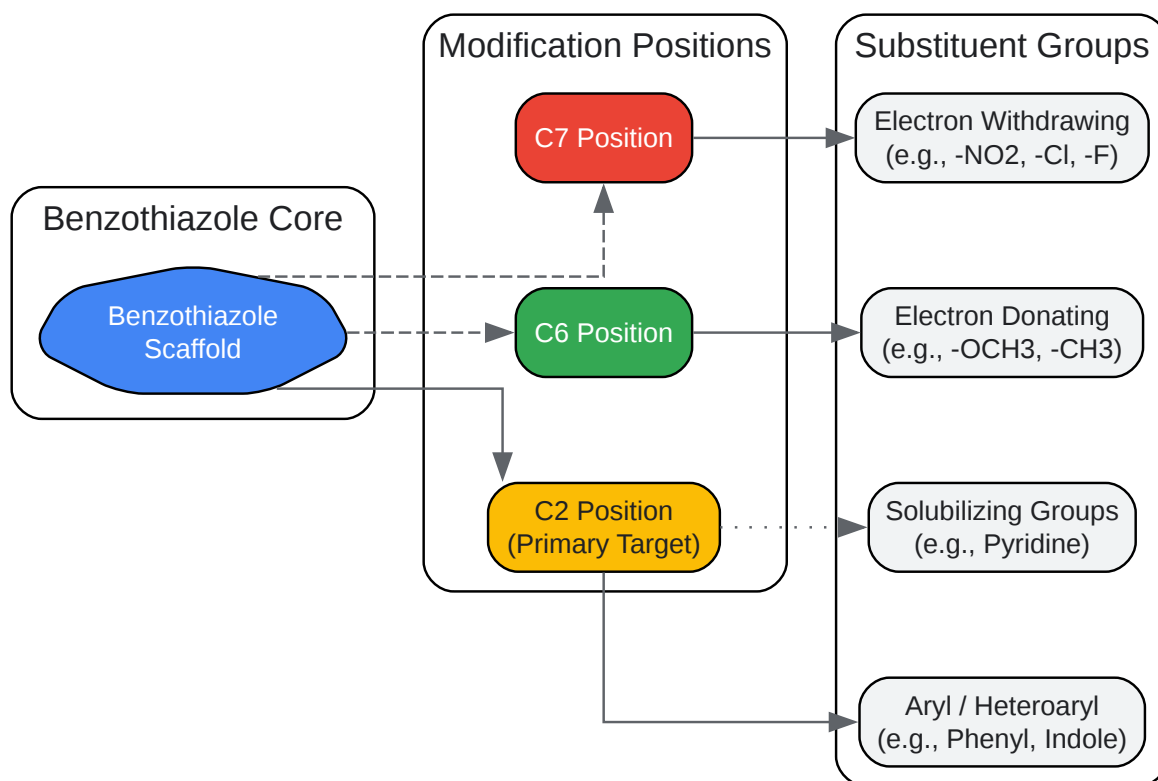 Benzothiazole Core
Benzothiazole
Scaffold
Modification Positions
C7 Position
C6 Position
C2 Position
(Primary Target)
Substituent Groups
Electron Withdrawing
(e.g., -NO2, -Cl, -F)
Electron Donating
(e.g., -OCH3, -CH3)
Solubilizing Groups
(e.g., Pyridine)
Aryl / Heteroaryl
(e.g., Phenyl, Indole)